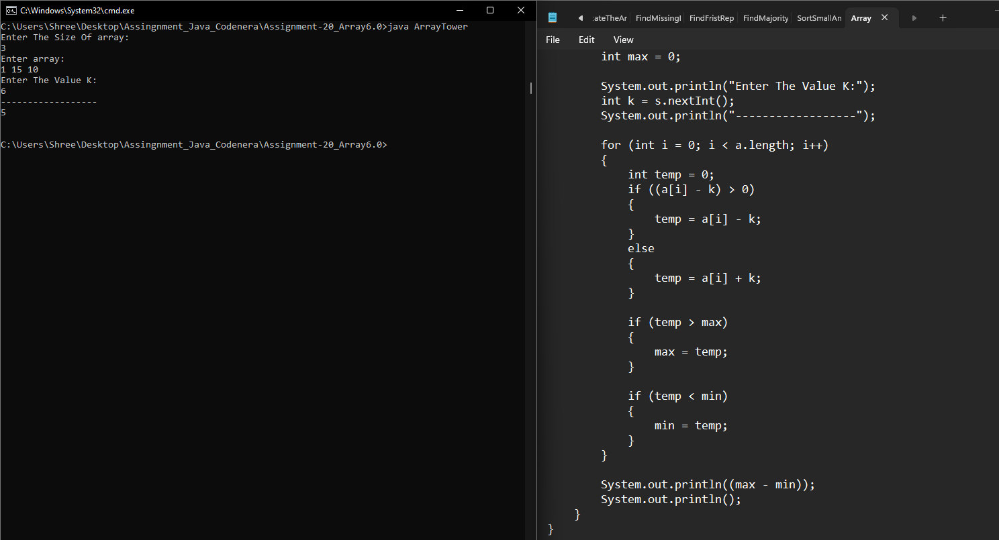 C:\Windows\System32\cmd.exe
C:\Users\Shree\Desktop\Assingnment_Java_Codenera\Assignment-20_Array6.0>java ArrayTower
Enter The Size Of array:
3
Enter array:
1 15 10
Enter The Value K:
6
------------------
5
C:\Users\Shree\Desktop\Assingnment_Java_Codenera\Assignment-20_Array6.0>
ateTheAr FindMissingI FindFristRep FindMajority SortSmallAn Array
File Edit View
int max = 0;
System.out.println("Enter The Value K:");
int k = s.nextInt();
System.out.println("------------------");
for (int i = 0; i < a.length; i++)
{
int temp = 0;
if ((a[i] - k) > 0)
{
temp = a[i] - k;
}
else
{
temp = a[i] + k;
}
if (temp > max)
{
max = temp;
}
if (temp < min)
{
min = temp;
}
}
System.out.println((max - min));
System.out.println();
}
}